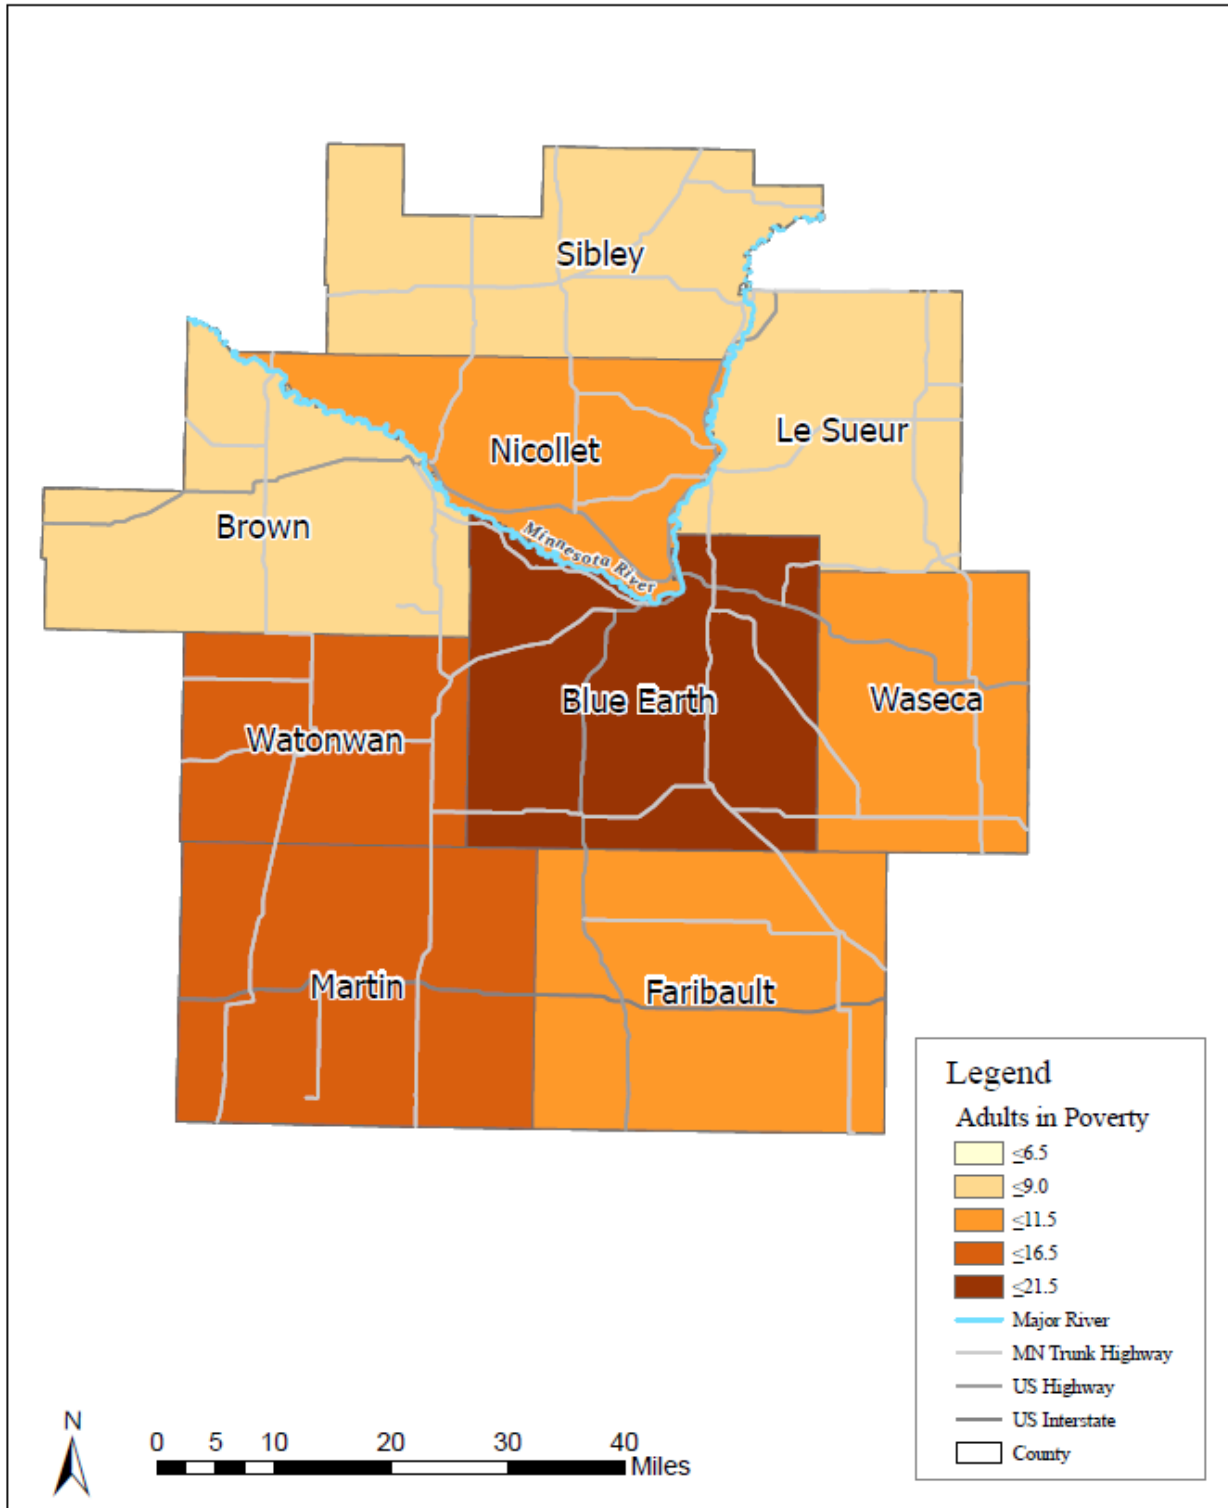 Sibley
Le Sueur
Nicollet
Brown
Minnesota River
Blue Earth
Waseca
Watonwan
Martin
Faribault
Legend
Adults in Poverty
≤6.5
≤9.0
≤11.5
≤16.5
≤21.5
Major River
MN Trunk Highway
US Highway
US Interstate
County
N
0 5 10 20 30 40
Miles